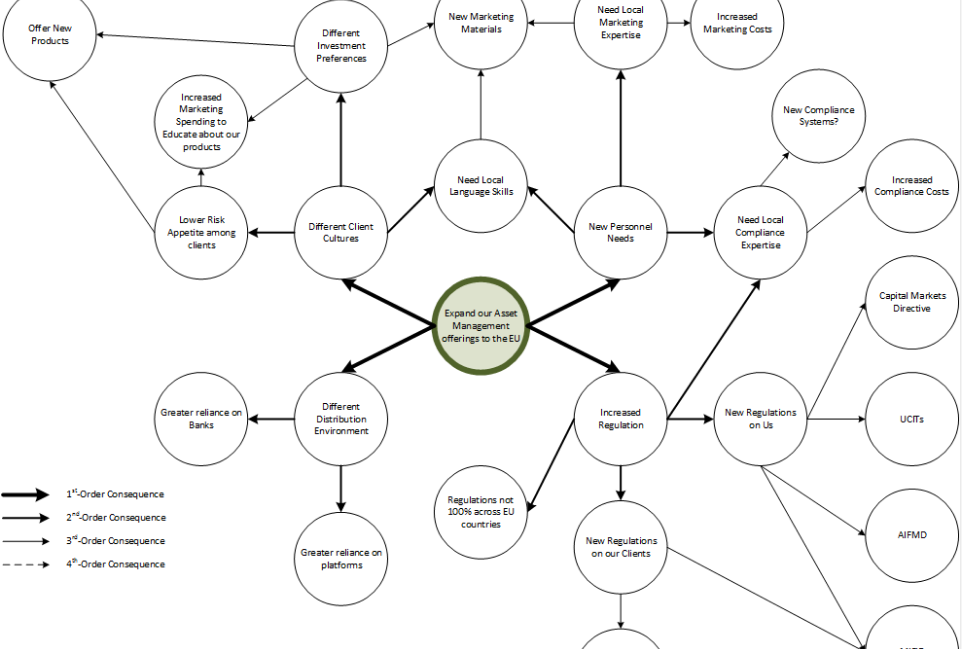 Offer New
Products
Different
Investment
Preferences
New Marketing
Materials
Need Local
Marketing
Expertise
Increased
Marketing Costs
Increased
Marketing
Spending to
Educate about our
products
New Compliance
Systems?
Need Local
Language Skills
Increased
Compliance Costs
Lower Risk
Appetite among
clients
Different Client
Cultures
New Personnel
Needs
Need Local
Compliance
Expertise
Expand our Asset
Management
offerings to the EU
Capital Markets
Directive
Greater reliance on
Banks
Different
Distribution
Environment
Increased
Regulation
New Regulations
on Us
UCITs
Regulations not
100% across EU
countries
AIFMD
New Regulations
on our Clients
Greater reliance on
platforms
1st-Order Consequence
2nd-Order Consequence
3rd-Order Consequence
4th-Order Consequence